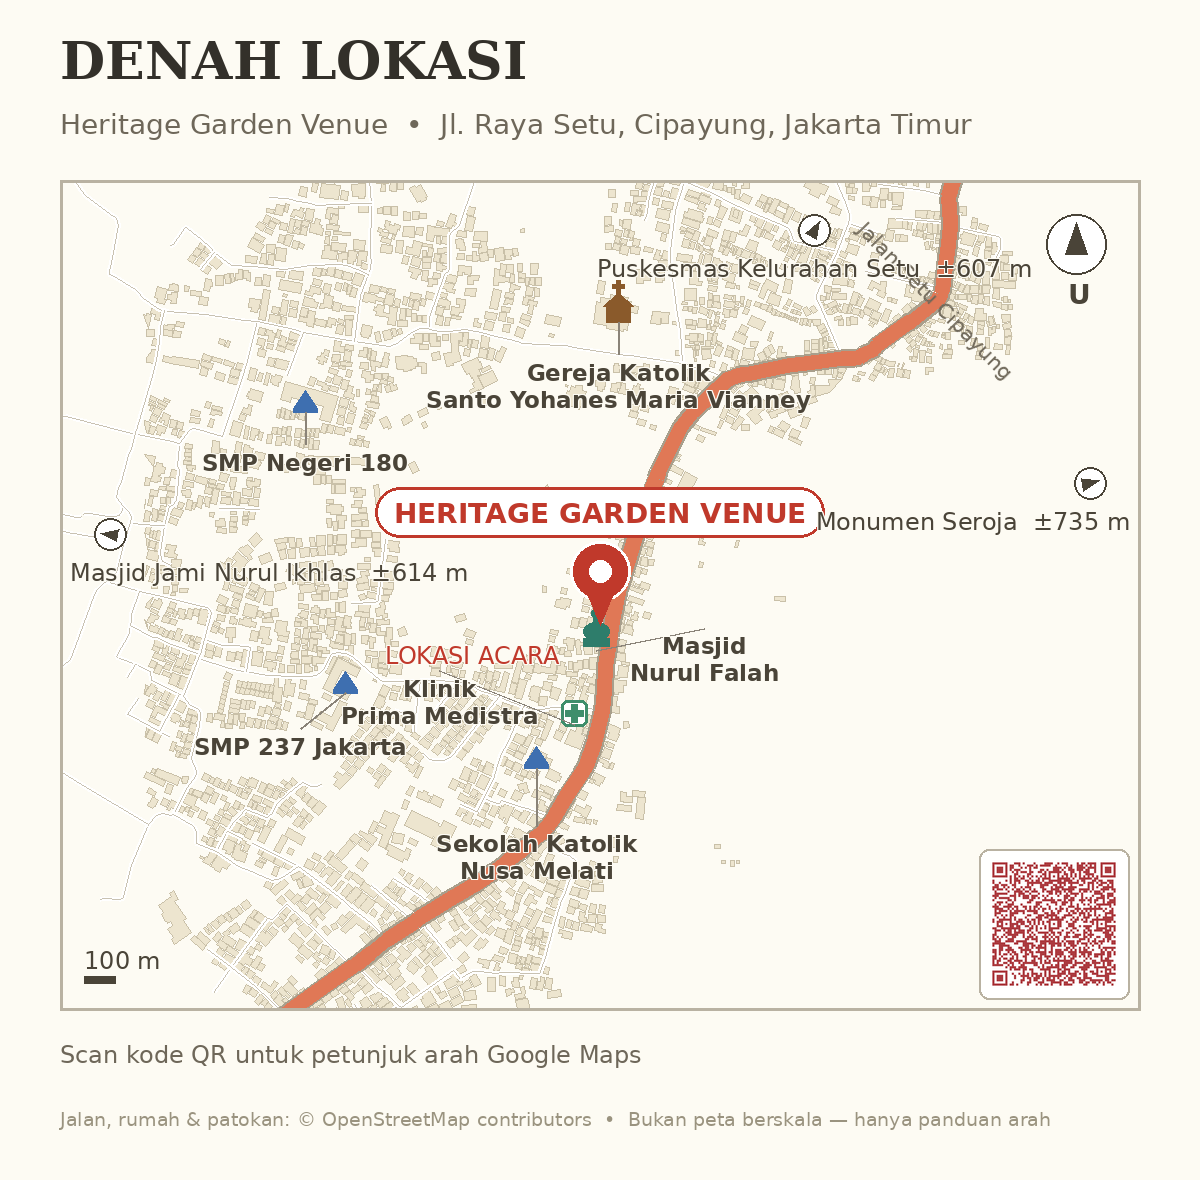 DENAH LOKASI
Heritage Garden Venue • Jl. Raya Setu, Cipayung, Jakarta Timur
Jalan Setu Cipayung
Puskesmas Kelurahan Setu ±607 m
U
Gereja Katolik
Santo Yohanes Maria Vianney
SMP Negeri 180
HERITAGE GARDEN VENUE
Monumen Seroja ±735 m
Masjid Jami Nurul Ikhlas ±614 m
LOKASI ACARA
Masjid
Nurul Falah
Klinik
Prima Medistra
SMP 237 Jakarta
Sekolah Katolik
Nusa Melati
100 m
Scan kode QR untuk petunjuk arah Google Maps
Jalan, rumah & patokan: © OpenStreetMap contributors • Bukan peta berskala — hanya panduan arah